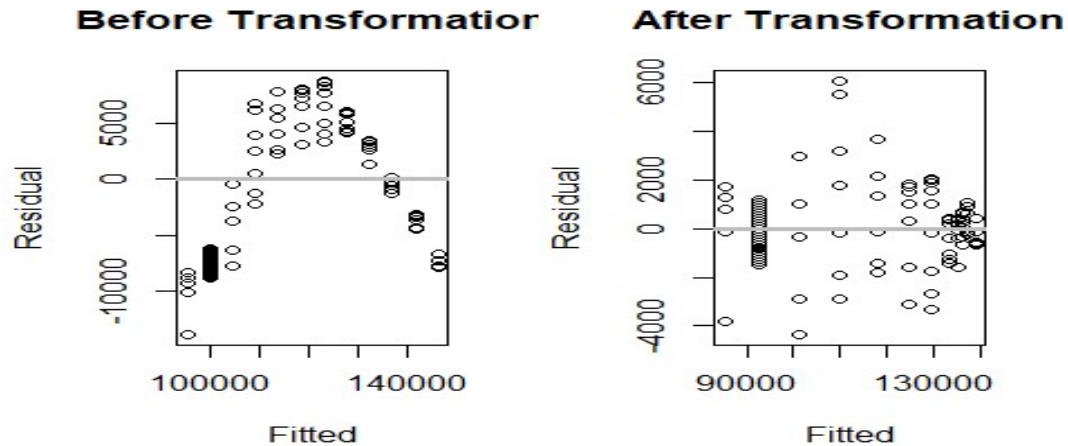 Before Transformatior
After Transformation
Residual
5000
0
-10000
100000
140000
Fitted
Residual
6000
2000
0
-4000
90000
130000
Fitted